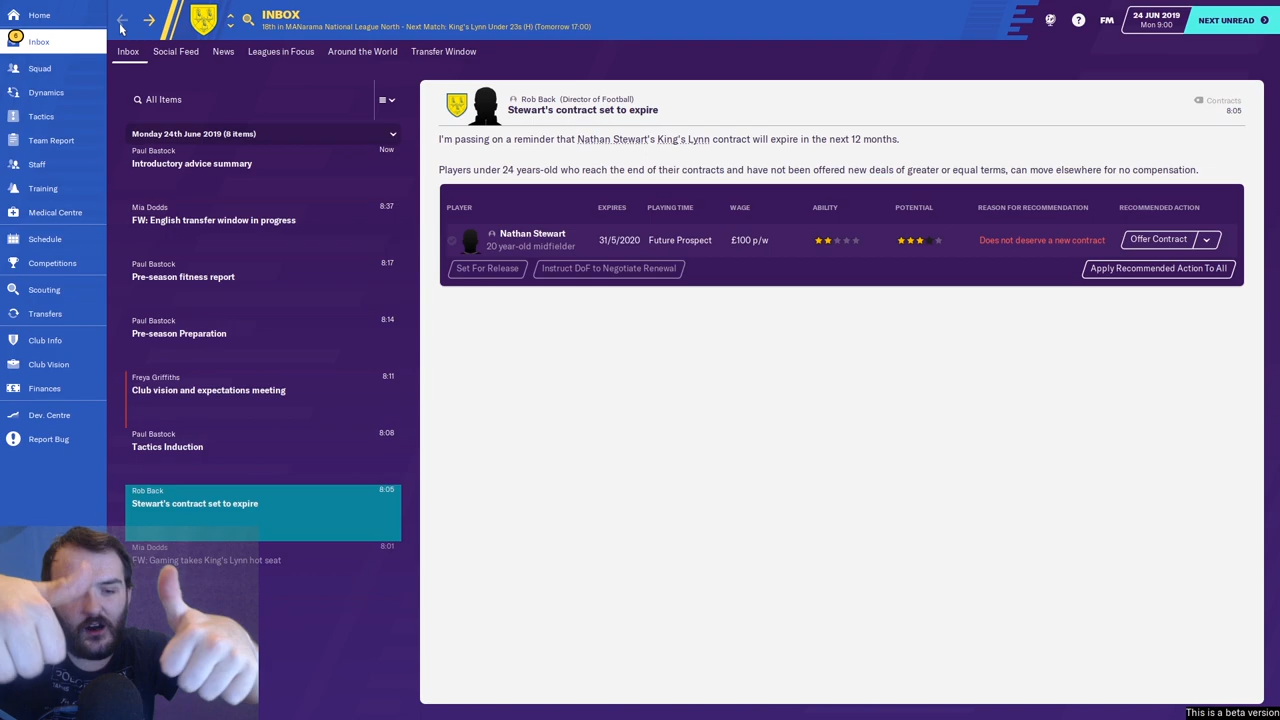 Home
Inbox
6
Squad
Dynamics
Tactics
Team Report
Staff
Training
Medical Centre
Schedule
Competitions
Scouting
Transfers
Club Info
Club Vision
Finances
Dev. Centre
Report Bug
INBOX
18th in MANarama National League North - Next Match: King's Lynn Under 23s (H) (Tomorrow 17:00)
FM
24 JUN 2019
Mon 9:00
NEXT UNREAD
Inbox Social Feed News Leagues in Focus Around the World Transfer Window
All Items
Monday 24th June 2019 (8 items)
Paul Bastock Now
Introductory advice summary
Mia Dodds 8:37
FW: English transfer window in progress
Paul Bastock 8:17
Pre-season fitness report
Paul Bastock 8:14
Pre-season Preparation
Freya Griffiths 8:11
Club vision and expectations meeting
Paul Bastock 8:08
Tactics Induction
Rob Back 8:05
Stewart's contract set to expire
Mia Dodds 8:01
FW: Gaming takes King's Lynn hot seat
Rob Back (Director of Football)
Stewart's contract set to expire
Contracts
8:05
I'm passing on a reminder that Nathan Stewart's King's Lynn contract will expire in the next 12 months.
Players under 24 years-old who reach the end of their contracts and have not been offered new deals of greater or equal terms, can move elsewhere for no compensation.
PLAYER EXPIRES PLAYING TIME WAGE ABILITY POTENTIAL REASON FOR RECOMMENDATION RECOMMENDED ACTION
Nathan Stewart
20 year-old midfielder
31/5/2020 Future Prospect £100 p/w Does not deserve a new contract Offer Contract
Set For Release Instruct DoF to Negotiate Renewal Apply Recommended Action To All
This is a beta version